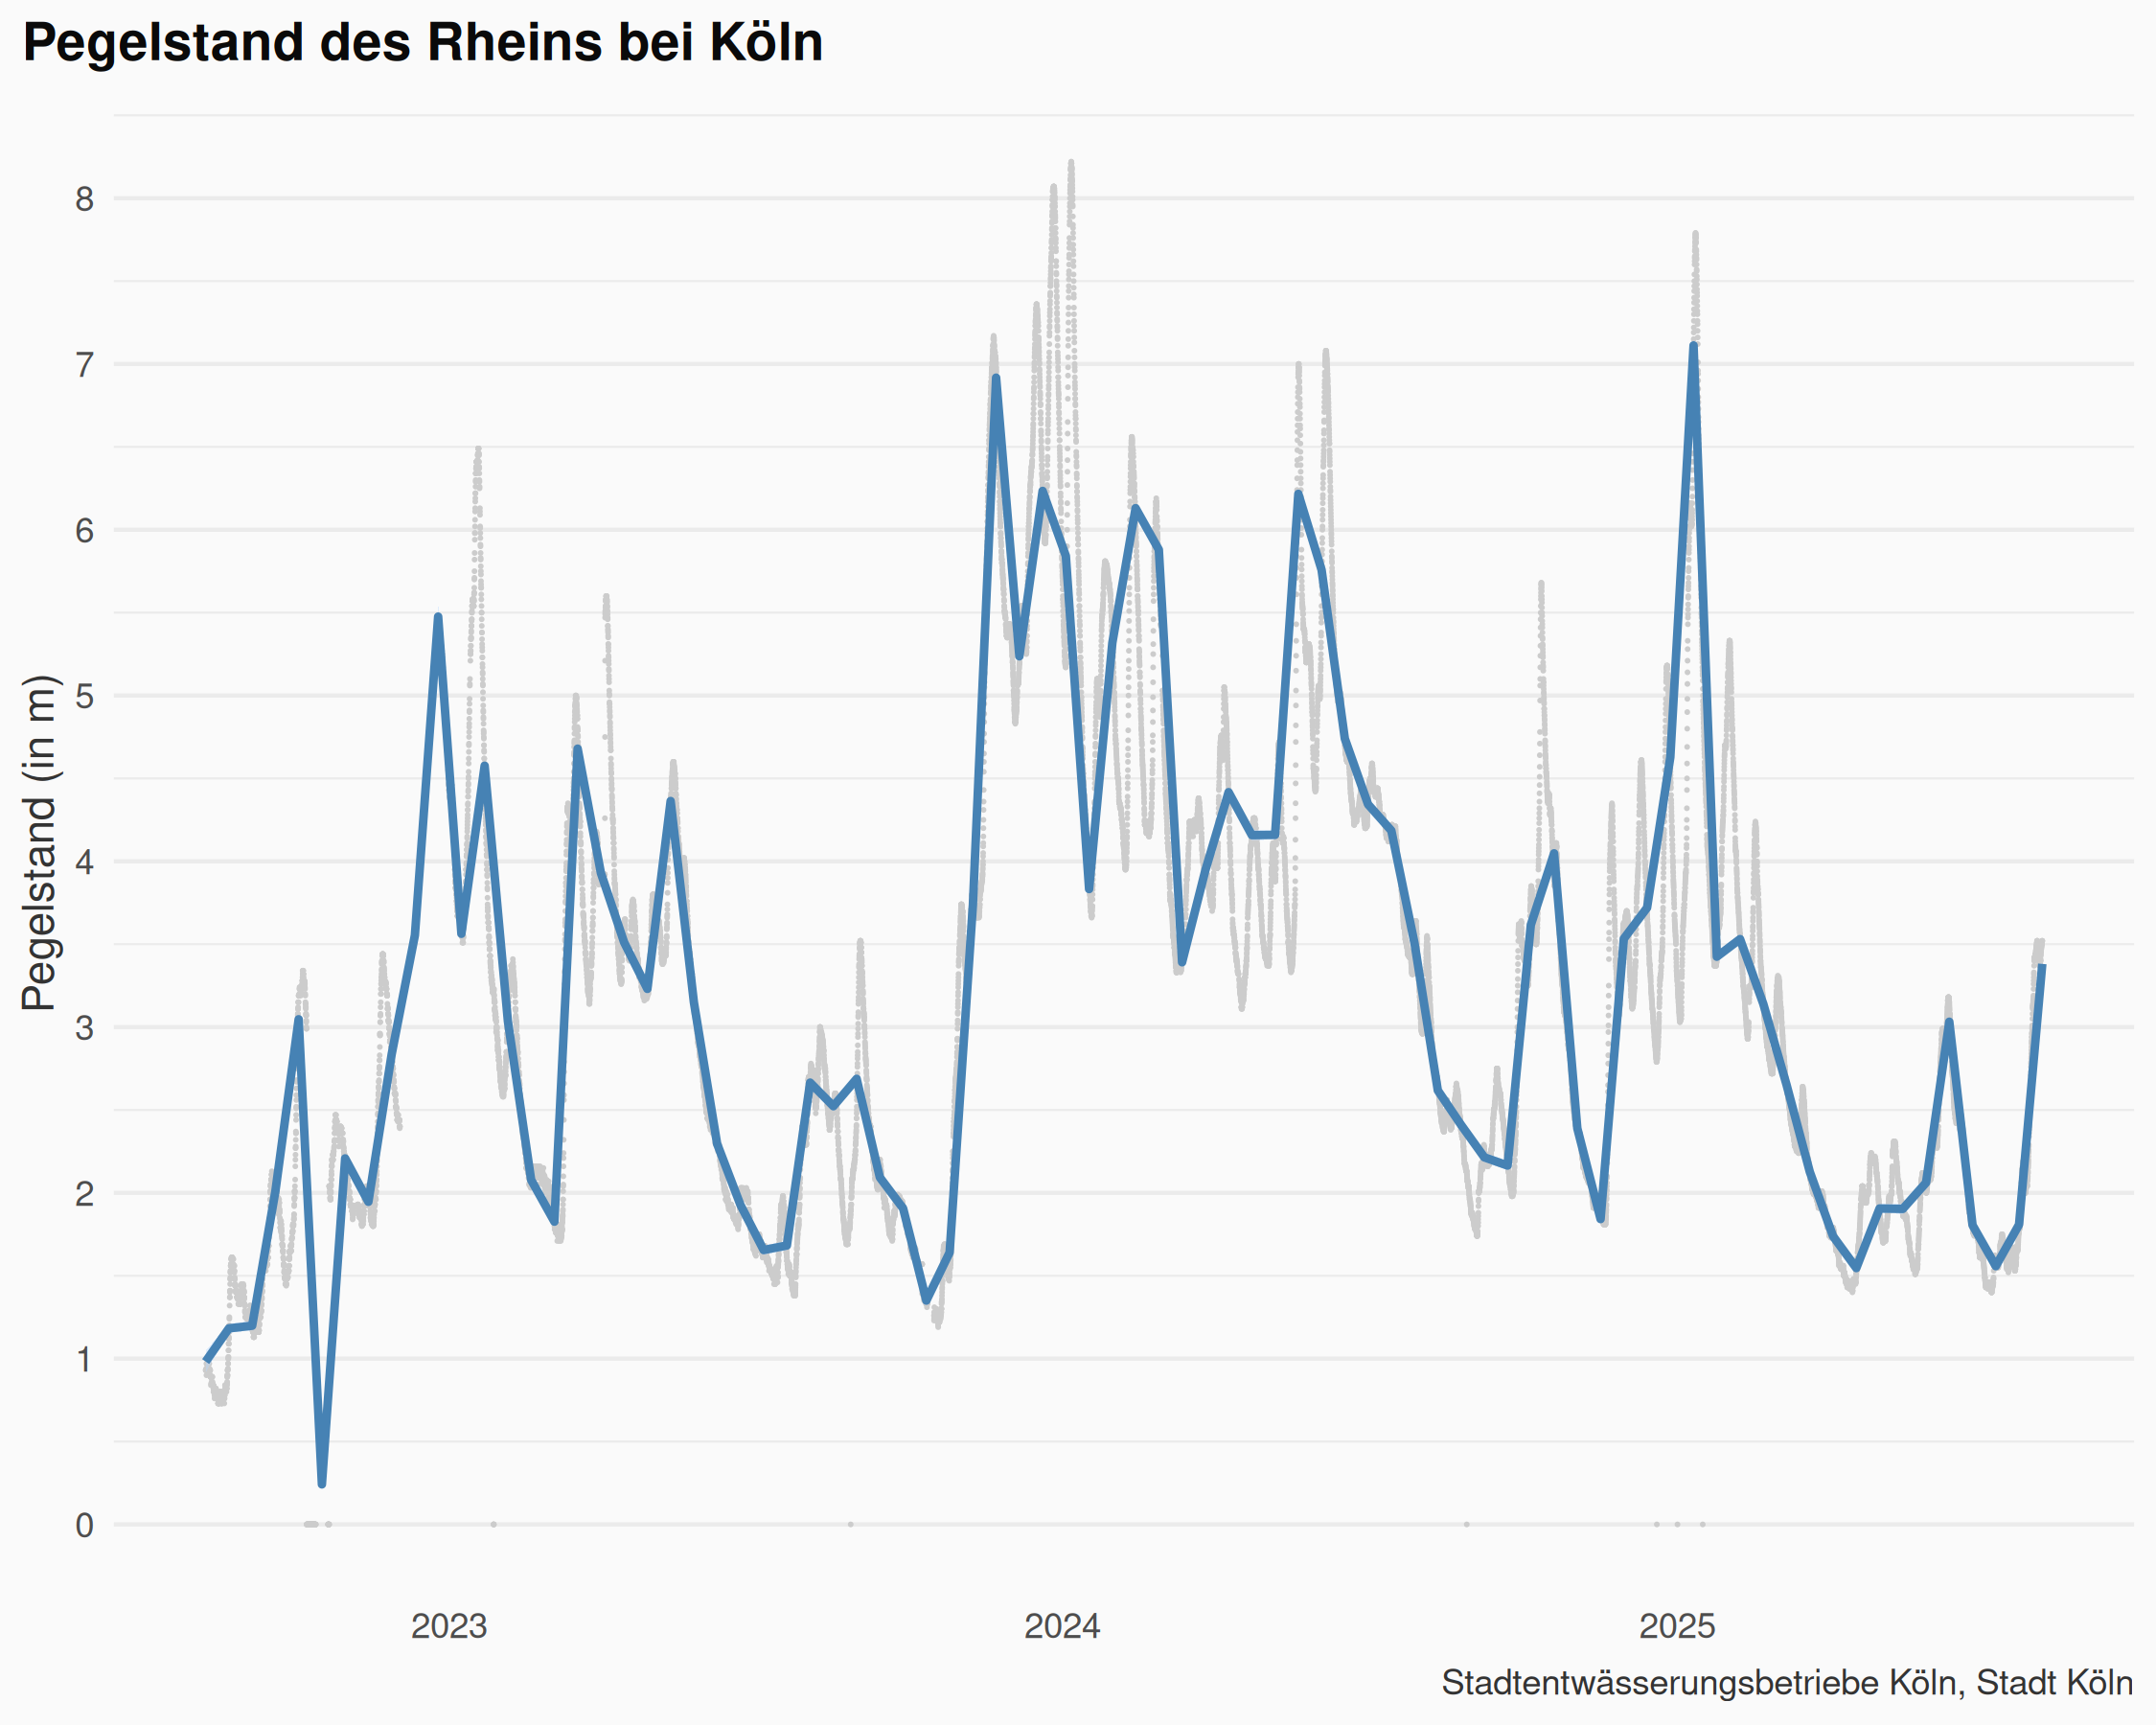 Pegelstand des Rheins bei Köln
Pegelstand (in m)
8
7
6
5
4
3
2
1
0
2023 2024 2025
Stadtentwässerungsbetriebe Köln, Stadt Köln